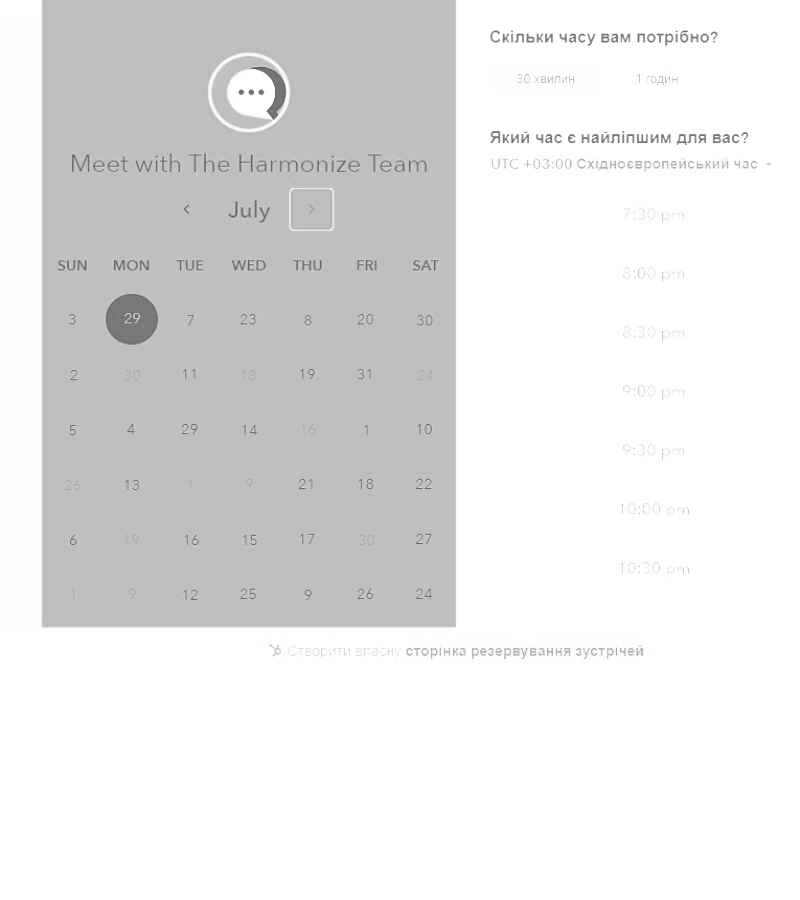 Meet with The Harmonize Team
July
SUN MON TUE WED THU FRI SAT
3 29 7 23 8 20 30
2 30 11 18 19 31 24
5 4 29 14 16 1 10
26 13 1 9 21 18 22
6 19 16 15 17 30 27
1 9 12 25 9 26 24
Скільки часу вам потрібно?
30 хвилин 1 годин
Який час є найліпшим для вас?
UTC +03:00 Східноєвропейський час
7:30 pm
8:00 pm
8:30 pm
9:00 pm
9:30 pm
10:00 pm
10:30 pm
Створити власну сторінка резервування зустрічей